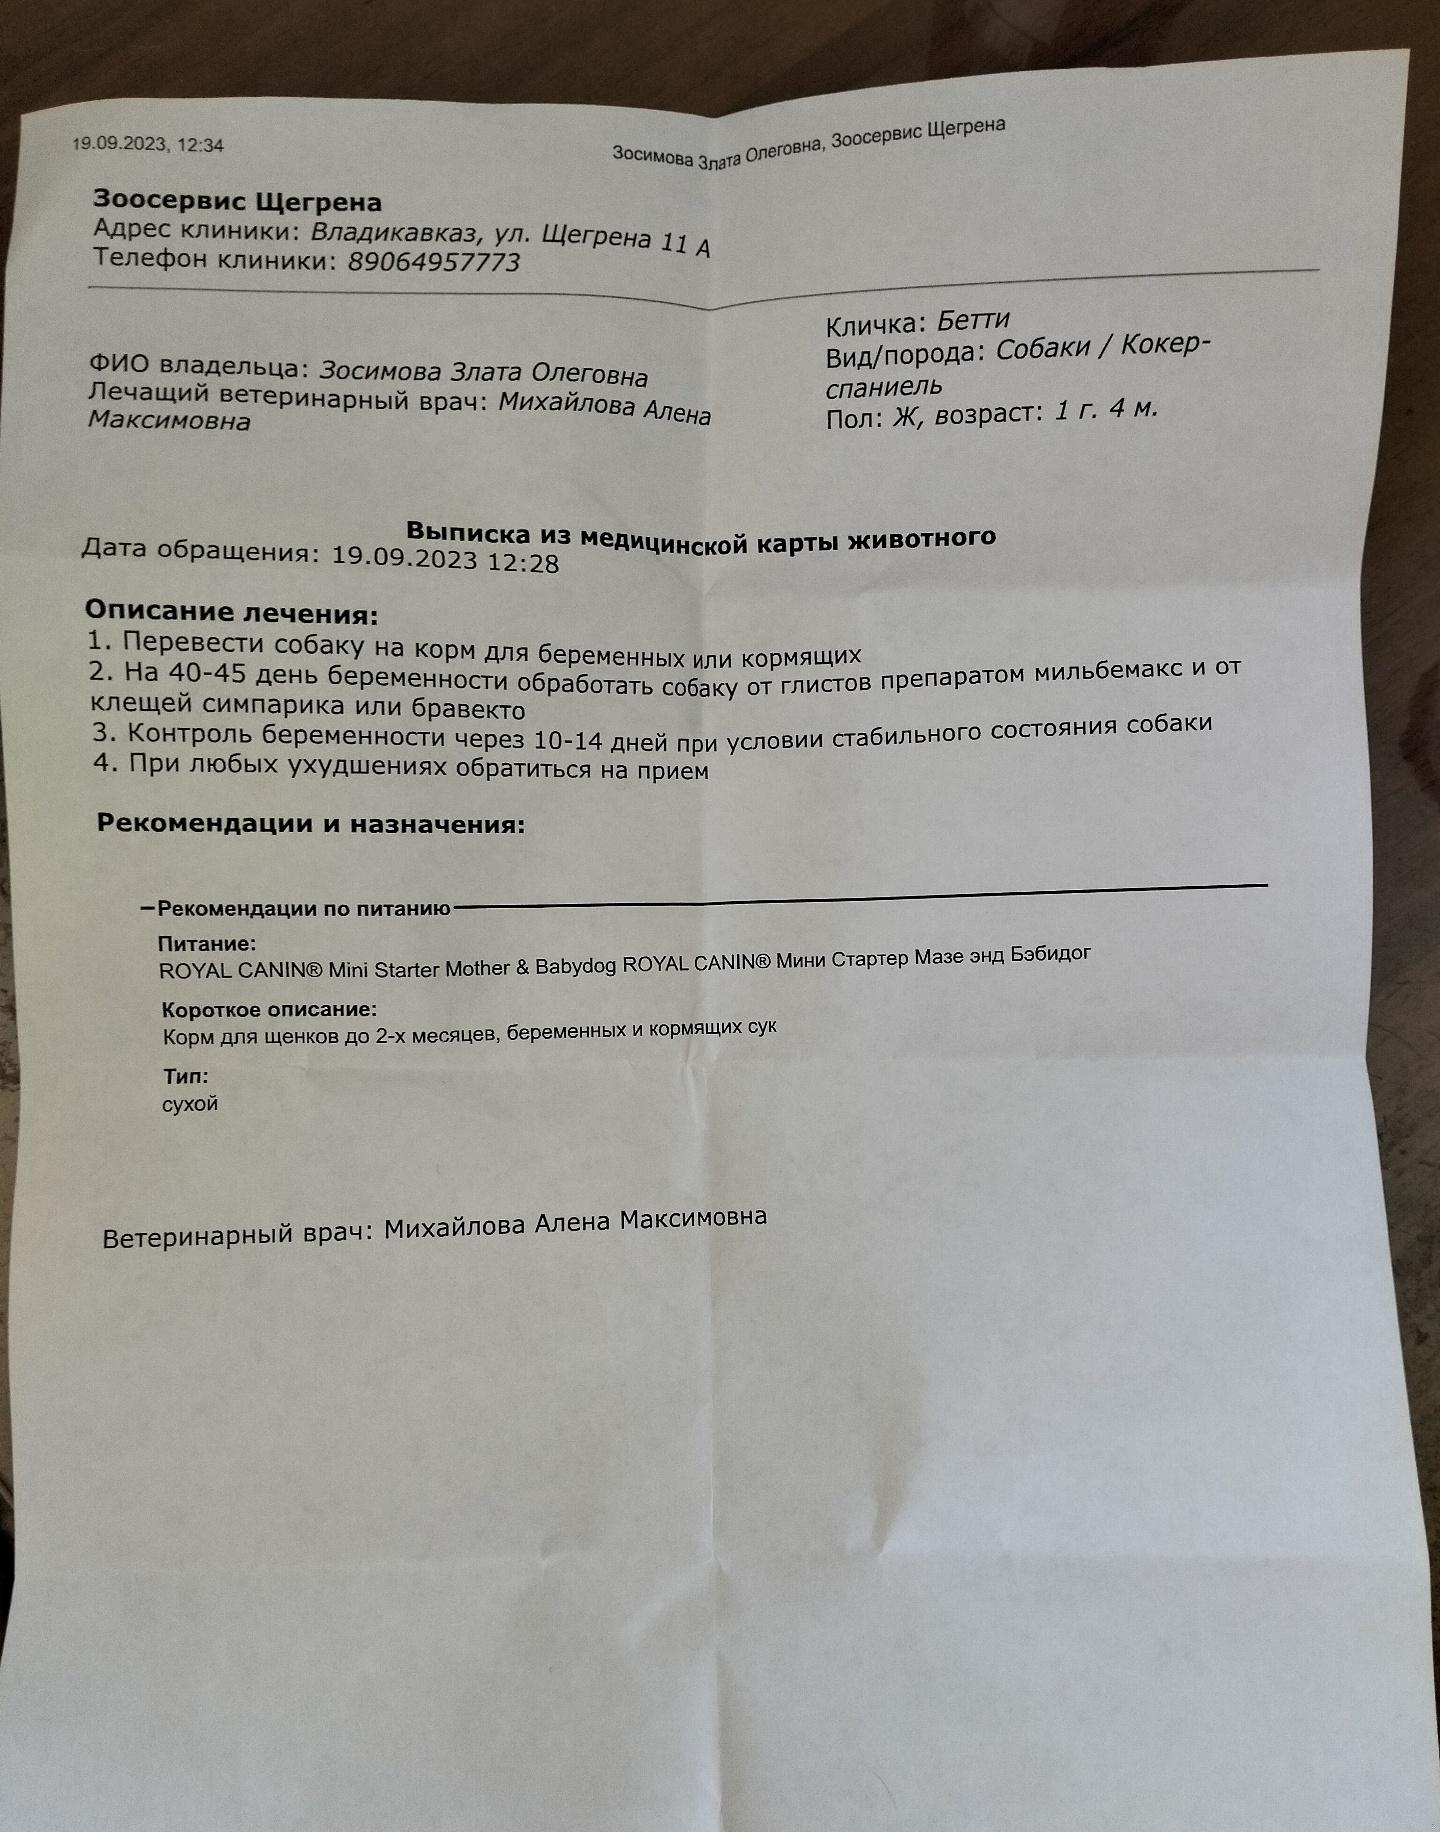 19.09.2023, 12:34
Зосимова Злата Олеговна, Зоосервис Щегрена
Зоосервис Щегрена
Адрес клиники: Владикавказ, ул. Щегрена 11 А
Телефон клиники: 89064957773
ФИО владельца: Зосимова Злата Олеговна
Лечащий ветеринарный врач: Михайлова Алена
Максимовна
Кличка: Бетти
Вид/порода: Собаки / Кокер-
спаниель
Пол: Ж, возраст: 1 г. 4 м.
Выписка из медицинской карты животного
Дата обращения: 19.09.2023 12:28
Описание лечения:
1. Перевести собаку на корм для беременных или кормящих
2. На 40-45 день беременности обработать собаку от глистов препаратом мильбемакс и от
клещей симпарика или бравекто
3. Контроль беременности через 10-14 дней при условии стабильного состояния собаки
4. При любых ухудшениях обратиться на прием
Рекомендации и назначения:
Рекомендации по питанию
Питание:
ROYAL CANIN® Mini Starter Mother & Babydog ROYAL CANIN® Мини Стартер Мазе энд Бэбидог
Короткое описание:
Корм для щенков до 2-х месяцев, беременных и кормящих сук
Тип:
сухой
Ветеринарный врач: Михайлова Алена Максимовна